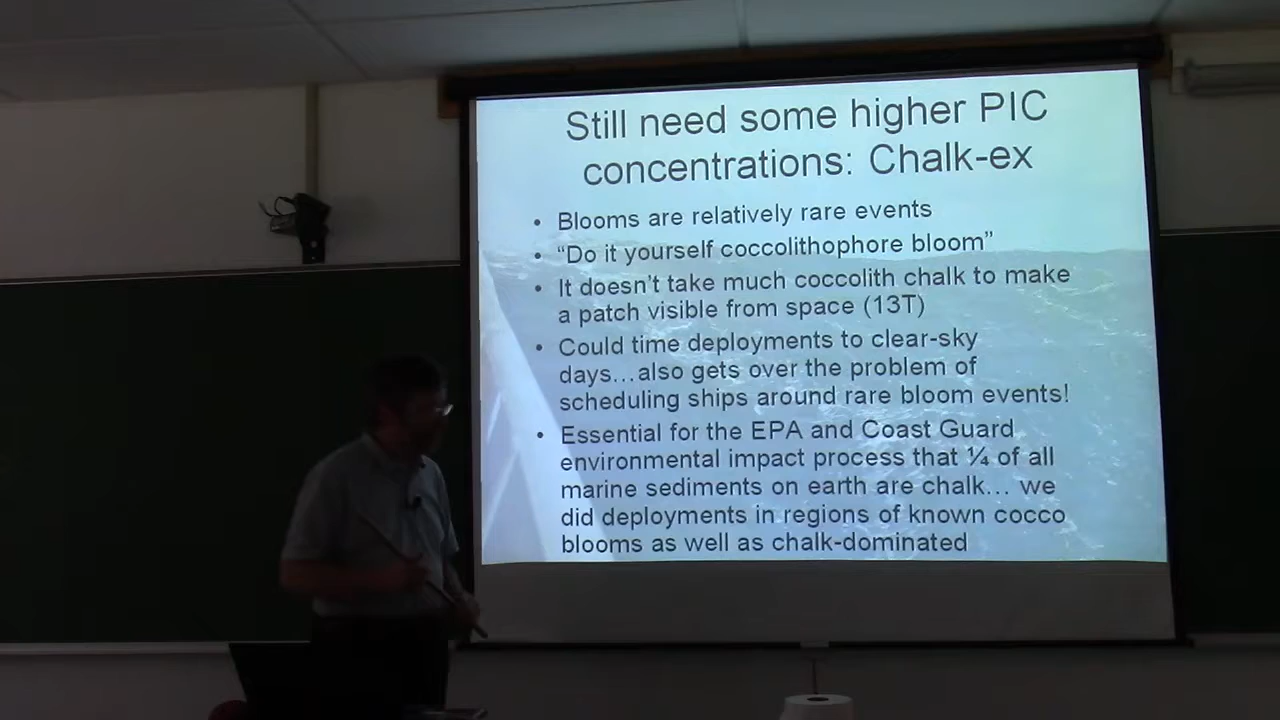 Still need some higher PIC
concentrations: Chalk-ex
• Blooms are relatively rare events
• “Do it yourself coccolithophore bloom”
• It doesn’t take much coccolith chalk to make
a patch visible from space (13T)
• Could time deployments to clear-sky
days…also gets over the problem of
scheduling ships around rare bloom events!
• Essential for the EPA and Coast Guard
environmental impact process that ¼ of all
marine sediments on earth are chalk… we
did deployments in regions of known cocco
blooms as well as chalk-dominated